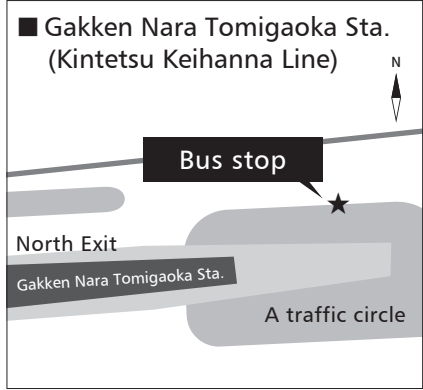 ■ Gakken Nara Tomigaoka Sta.
(Kintetsu Keihanna Line)
N
Bus stop
North Exit
Gakken Nara Tomigaoka Sta.
A traffic circle